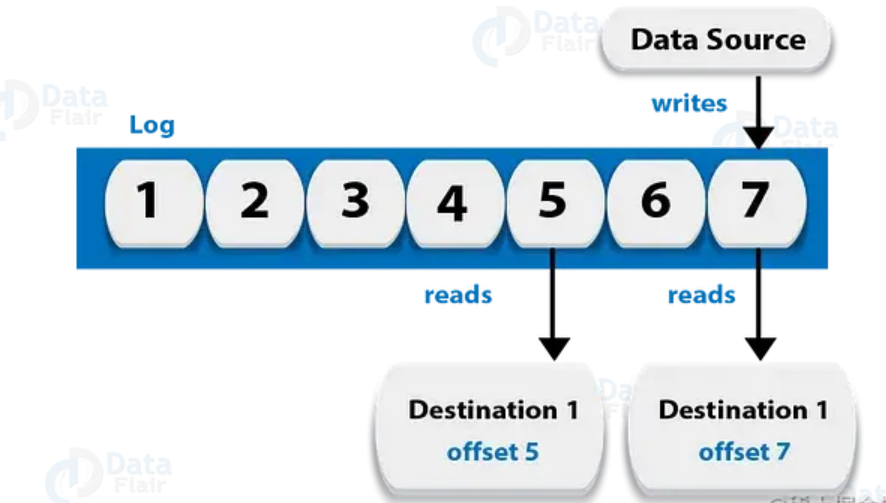 Data Flair
Data Source
Data Flair
writes
Log
Data
1 2 3 4 5 6 7
reads reads
Destination 1 Destination 1
offset 5 offset 7
Data Flair